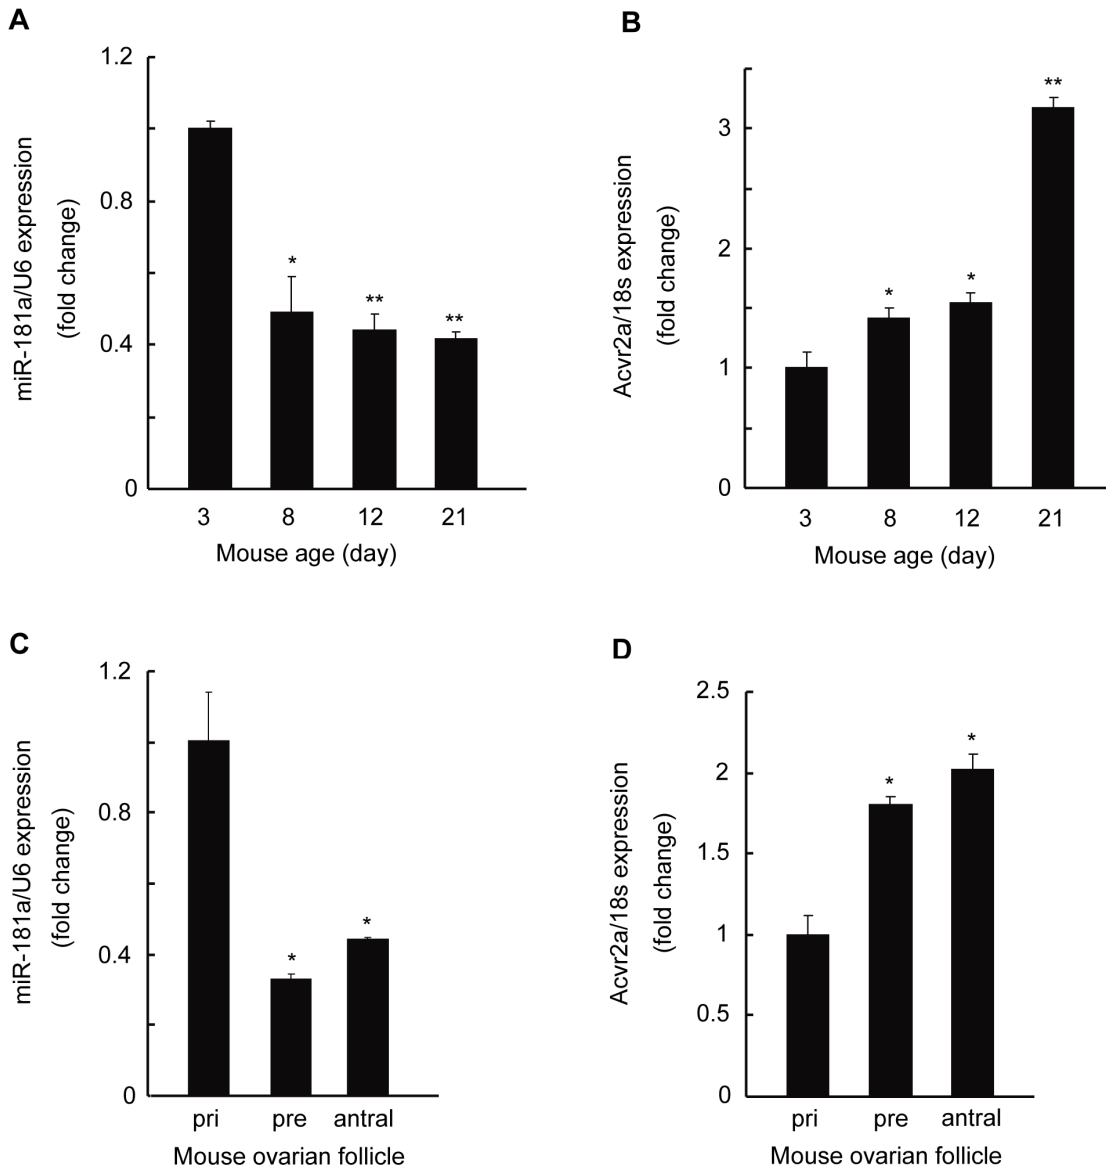 A
miR-181a/U6 expression
(fold change)
1.2
0.8
0.4
0
*
**
**
3 8 12 21
Mouse age (day)
B
Acvr2a/18s expression
(fold change)
3
2
1
0
*
*
**
3 8 12 21
Mouse age (day)
C
miR-181a/U6 expression
(fold change)
1.2
0.8
0.4
0
*
*
pri pre antral
Mouse ovarian follicle
D
Acvr2a/18s expression
(fold change)
2.5
2
1.5
1
0.5
0
*
*
pri pre antral
Mouse ovarian follicle